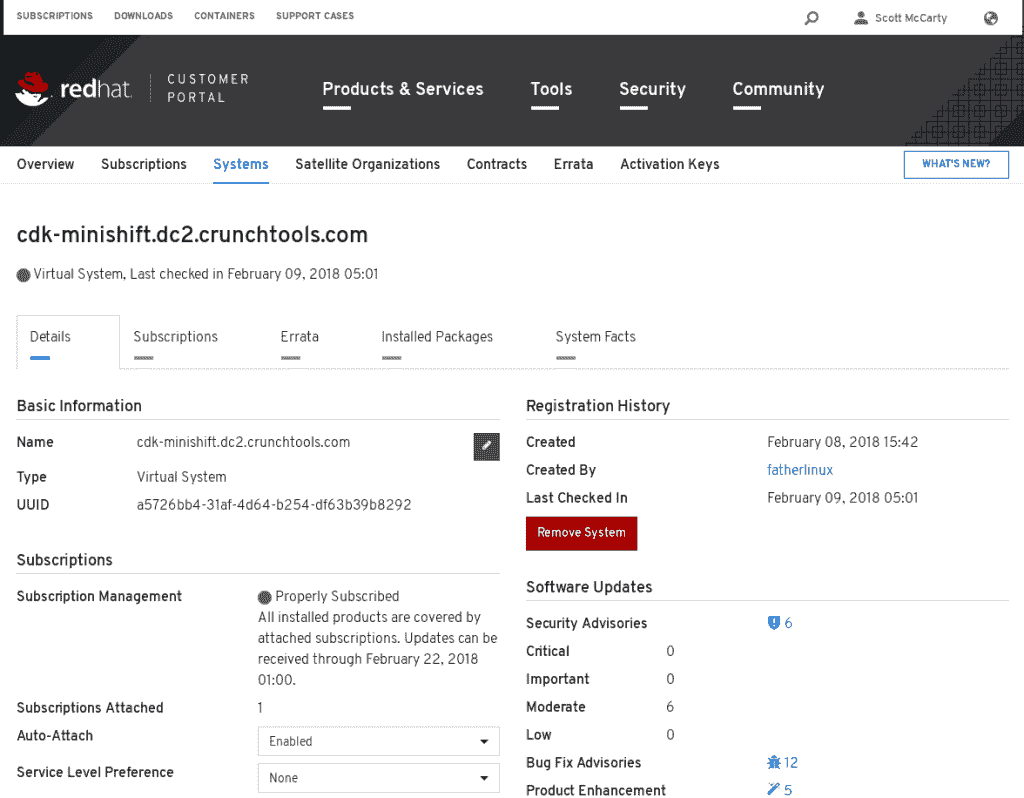 SUBSCRIPTIONS DOWNLOADS CONTAINERS SUPPORT CASES Scott McCarty
redhat. CUSTOMER PORTAL
Products & Services Tools Security Community
Overview Subscriptions Systems Satellite Organizations Contracts Errata Activation Keys WHAT'S NEW?
cdk-minishift.dc2.crunchtools.com
Virtual System, Last checked in February 09, 2018 05:01
Details Subscriptions Errata Installed Packages System Facts
Basic Information
Name cdk-minishift.dc2.crunchtools.com
Type Virtual System
UUID a5726bb4-31af-4d64-b254-df63b39b8292
Subscriptions
Subscription Management Properly Subscribed
All installed products are covered by
attached subscriptions. Updates can be
received through February 22, 2018
01:00.
Subscriptions Attached 1
Auto-Attach Enabled
Service Level Preference None
Registration History
Created February 08, 2018 15:42
Created By fatherlinux
Last Checked In February 09, 2018 05:01
Remove System
Software Updates
Security Advisories 6
Critical 0
Important 0
Moderate 6
Low 0
Bug Fix Advisories 12
Product Enhancement 5